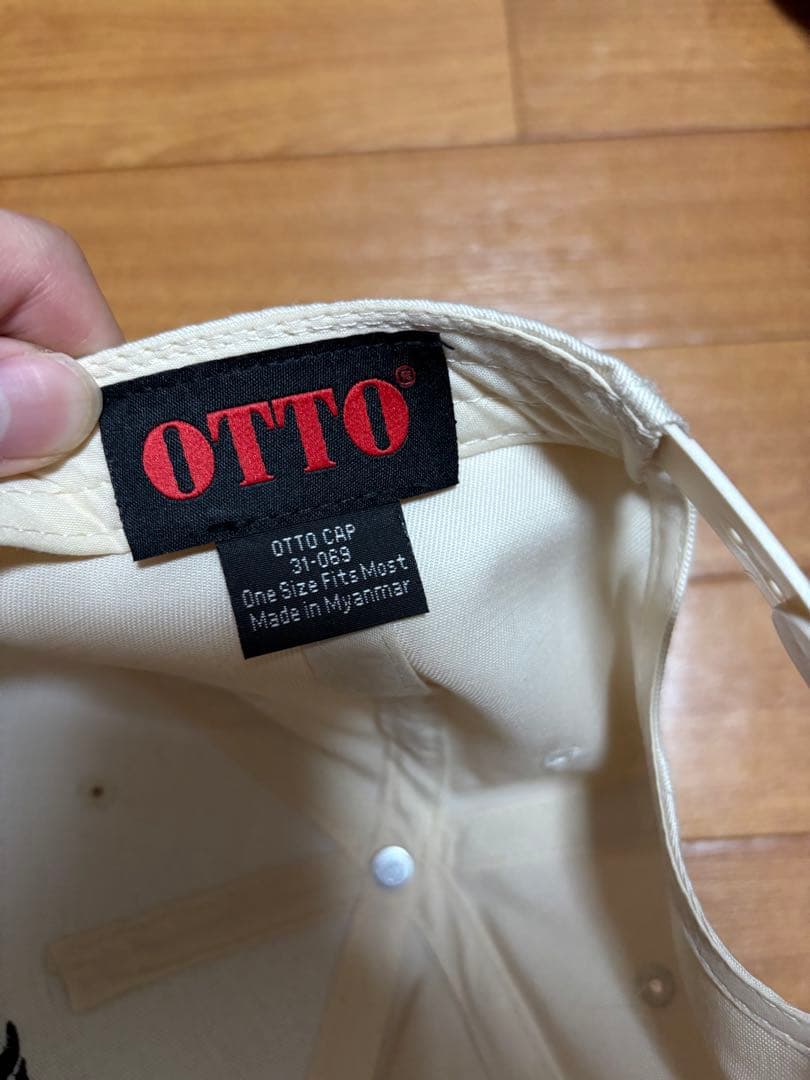 OTTO®
OTTO CAP
31-069
One Size Fits Most
Made in Myanmar